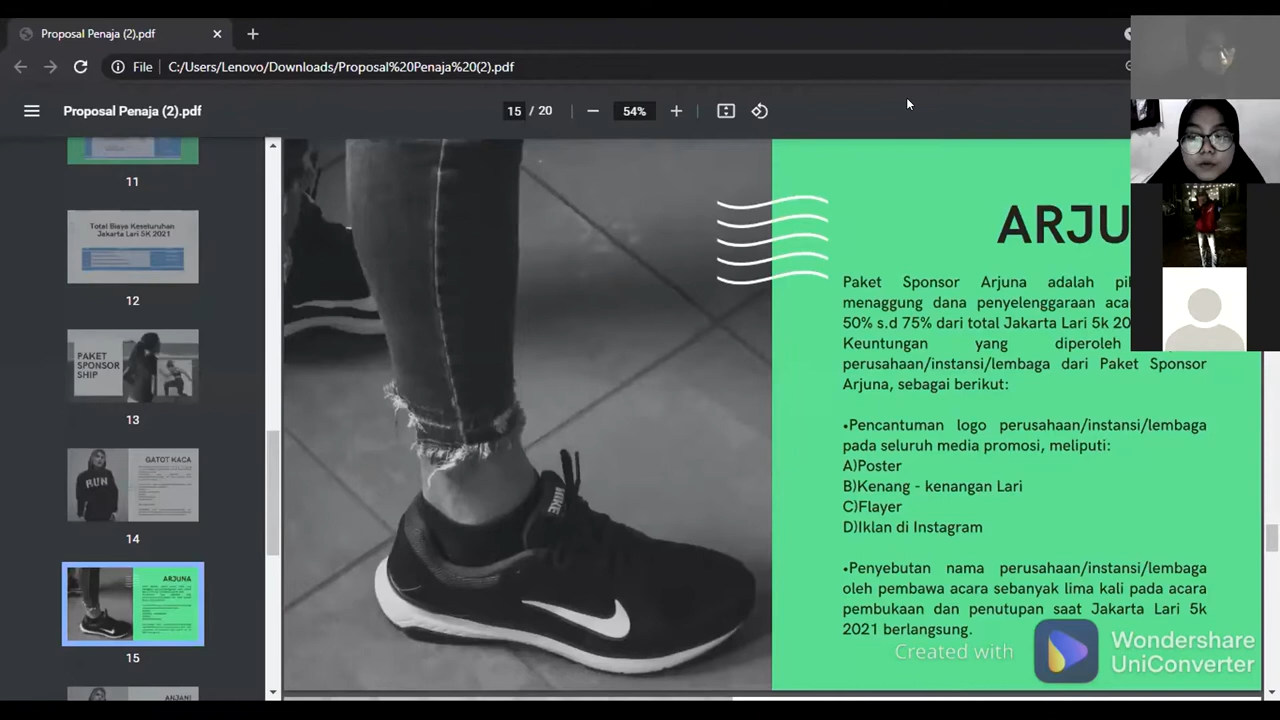 Proposal Penaja (2).pdf
File
C:/Users/Lenovo/Downloads/Proposal%20Penaja%20(2).pdf
Proposal Penaja (2).pdf
15 / 20
54%
11
Total Biaya Keseluruhan
Jakarta Lari 5K 2021
12
PAKET
SPONSOR
SHIP
13
GATOT KACA
RUN
14
ARJUNA
15
ARJANI
NIKE
ARJU
Paket Sponsor Arjuna adalah
menaggung dana penyelenggaraan
50% s.d 75% dari total Jakarta Lari 5k
Keuntungan yang diperoleh
perusahaan/instansi/lembaga dari Paket Sponsor
Arjuna, sebagai berikut:
•Pencantuman logo perusahaan/instansi/lembaga
pada seluruh media promosi, meliputi:
A)Poster
B)Kenang - kenangan Lari
C)Flayer
D)Iklan di Instagram
•Penyebutan nama perusahaan/instansi/lembaga
oleh pembawa acara sebanyak lima kali pada acara
pembukaan dan penutupan saat Jakarta Lari 5k
2021 berlangsung.
Created with
Wondershare
UniConverter